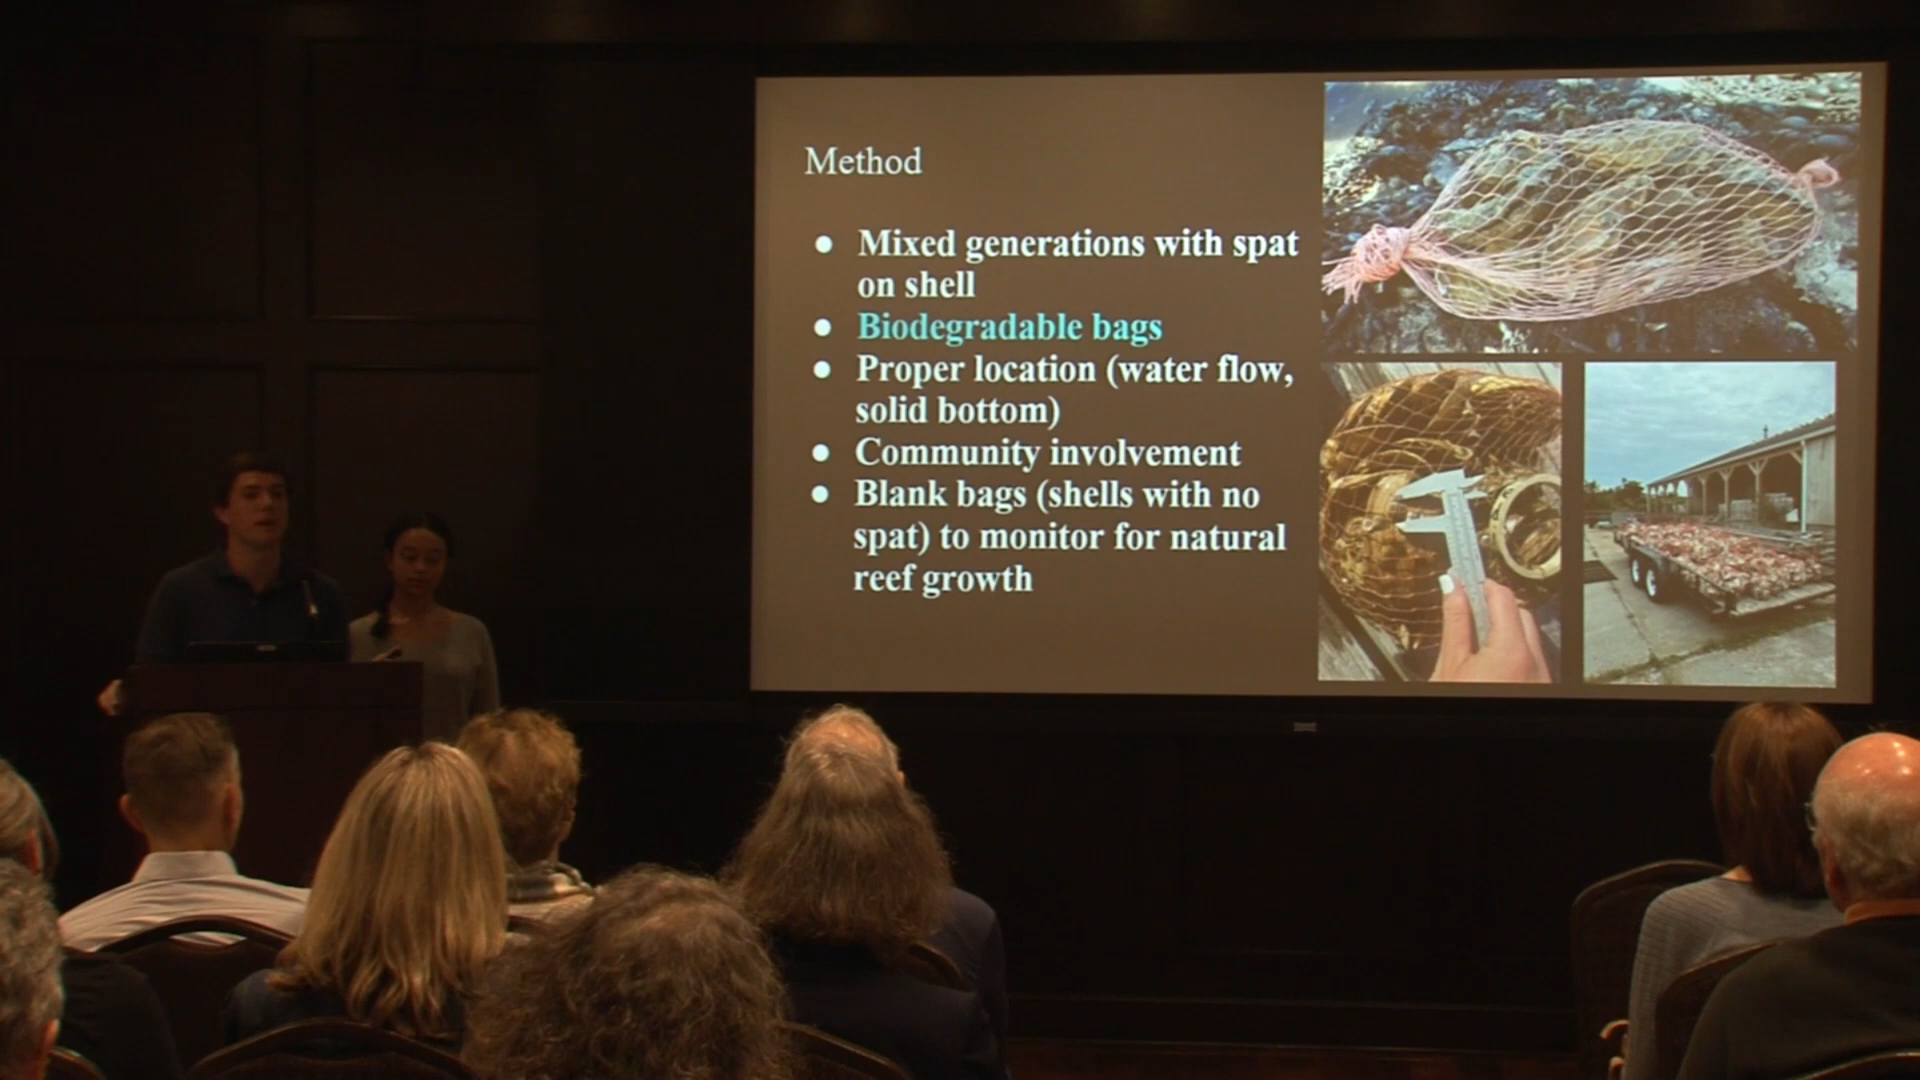 Method
● Mixed generations with spat
on shell
● Biodegradable bags
● Proper location (water flow,
solid bottom)
● Community involvement
● Blank bags (shells with no
spat) to monitor for natural
reef growth